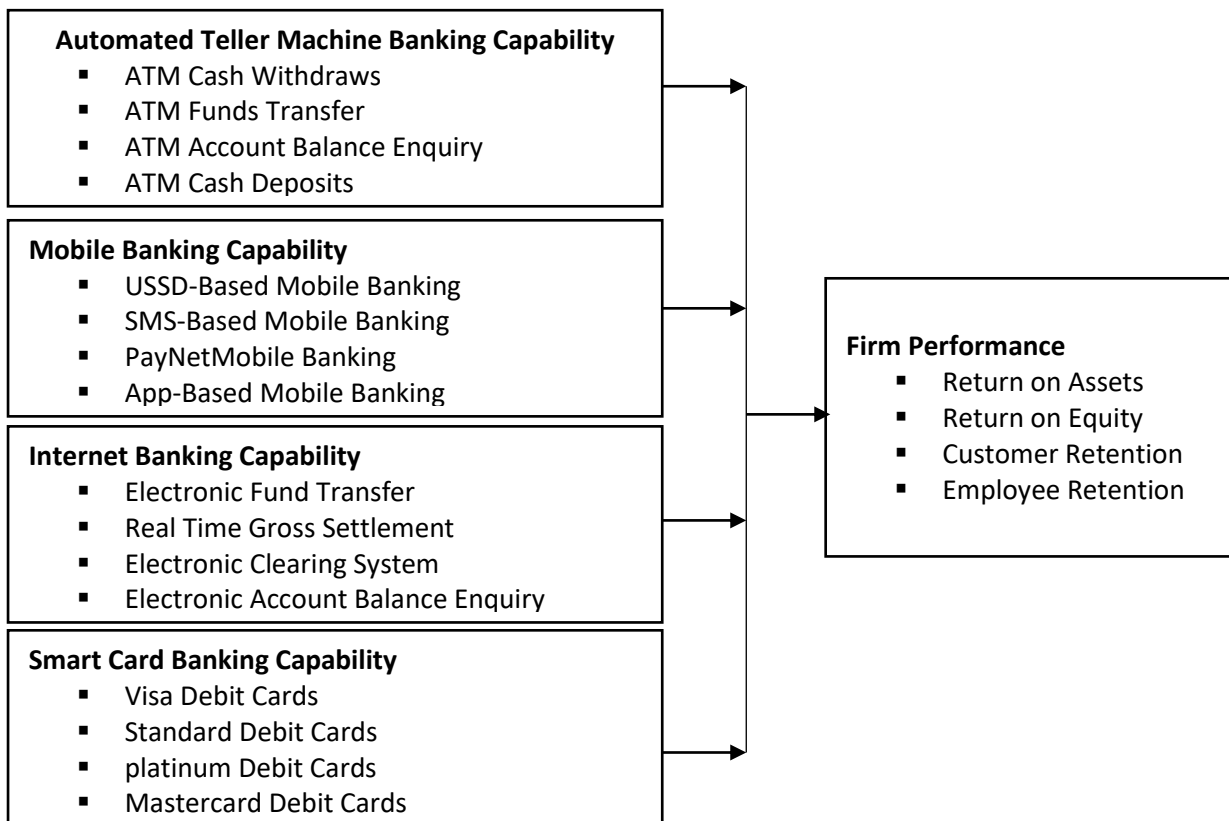 Automated Teller Machine Banking Capability
▪ ATM Cash Withdraws
▪ ATM Funds Transfer
▪ ATM Account Balance Enquiry
▪ ATM Cash Deposits
Mobile Banking Capability
▪ USSD-Based Mobile Banking
▪ SMS-Based Mobile Banking
▪ PayNetMobile Banking
▪ App-Based Mobile Banking
Internet Banking Capability
▪ Electronic Fund Transfer
▪ Real Time Gross Settlement
▪ Electronic Clearing System
▪ Electronic Account Balance Enquiry
Smart Card Banking Capability
▪ Visa Debit Cards
▪ Standard Debit Cards
▪ platinum Debit Cards
▪ Mastercard Debit Cards
Firm Performance
▪ Return on Assets
▪ Return on Equity
▪ Customer Retention
▪ Employee Retention